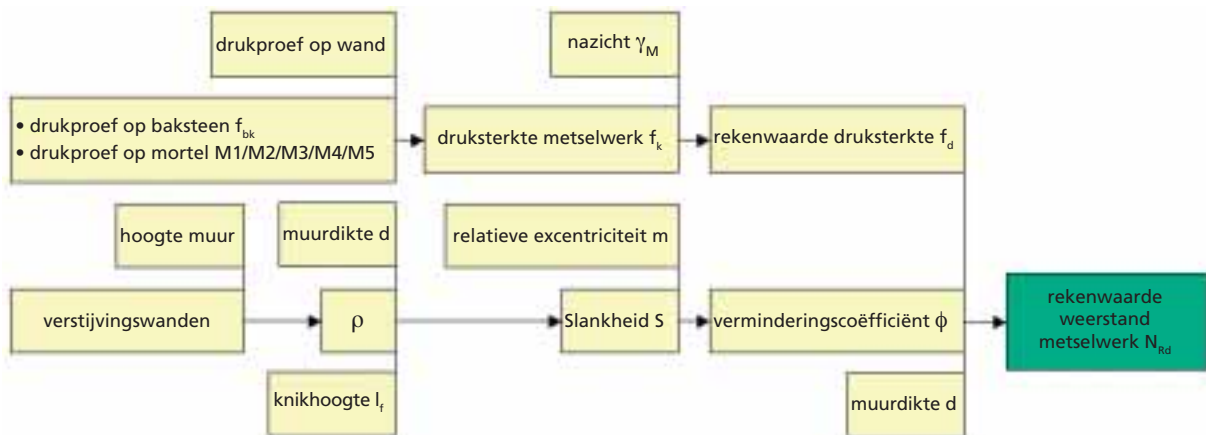 drukproef op wand
nazicht γM
• drukproef op baksteen fbk
• drukproef op mortel M1/M2/M3/M4/M5
druksterkte metselwerk fk
rekenwaarde druksterkte fd
hoogte muur
muurdikte d
relatieve excentriciteit m
verstijvingswanden
ρ
Slankheid S
verminderingscoëfficiënt ϕ
rekenwaarde
weerstand
metselwerk NRd
knikhoogte lf
muurdikte d